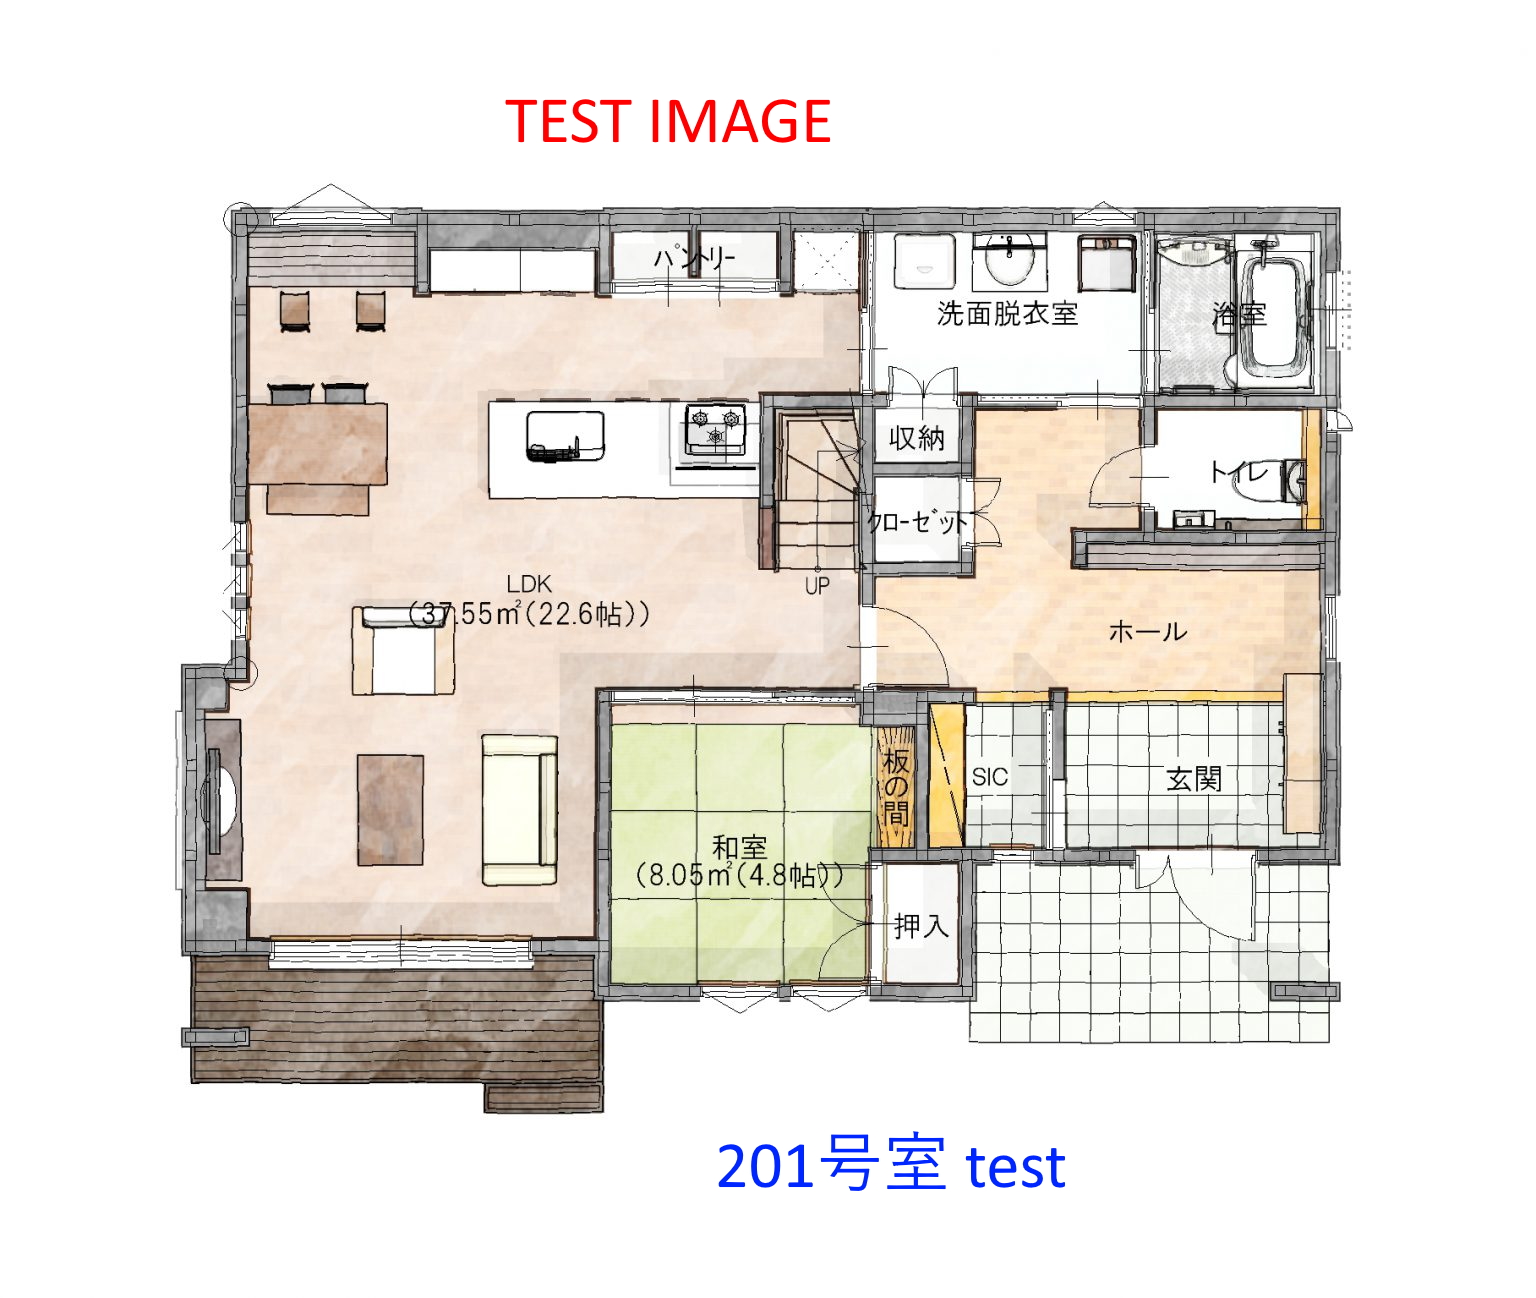 TEST IMAGE
パントリー
洗面脱衣室
浴室
収納
トイレ
クローゼット
LDK
(37.55㎡(22.6帖))
UP
ホール
板の間
SIC
玄関
和室
(8.05㎡(4.8帖))
押入
201号室 test